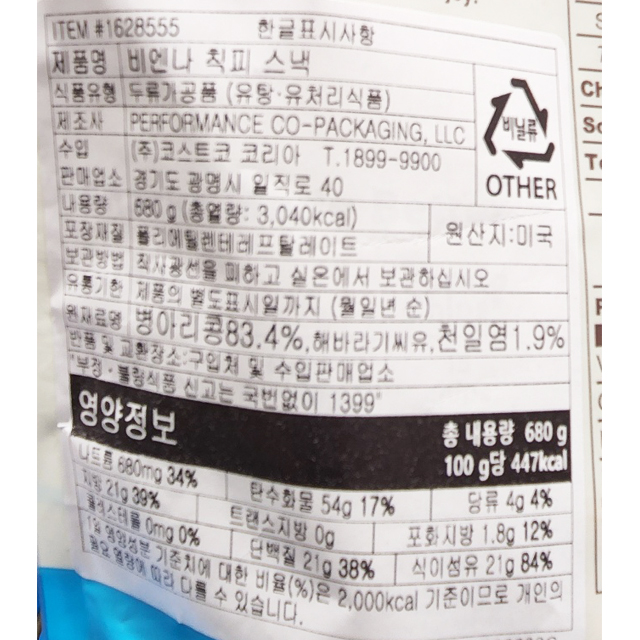 ITEM #1628555 한글표시사항
제품명 비엔나 칙피 스낵
식품유형 두류가공품 (유탕·유처리식품)
제조사 PERFORMANCE CO-PACKAGING, LLC
수입 (주)코스트코 코리아 T.1899-9900
판매업소 경기도 광명시 일직로 40
내용량 680 g (총열량: 3,040kcal)
포장재질 폴리에틸렌테레프탈레이트
원산지:미국
보관방법 직사광선을 피하고 실온에서 보관하십시오
유통기한 제품의 별도표시일까지 (월일년 순)
원재료명 병아리콩83.4%,해바라기씨유,천일염1.9%
반품 및 교환장소:구입처 및 수입판매업소
"부정·불량식품 신고는 국번없이 1399"
비닐류
OTHER
영양정보
총 내용량 680 g
100 g당 447kcal
나트륨 680mg 34% 탄수화물 54g 17% 당류 4g 4%
지방 21g 39% 트랜스지방 0g 포화지방 1.8g 12%
콜레스테롤 0mg 0% 단백질 21g 38% 식이섬유 21g 84%
1일 영양성분 기준치에 대한 비율(%)은 2,000kcal 기준이므로 개인의
필요 열량에 따라 다를 수 있습니다.